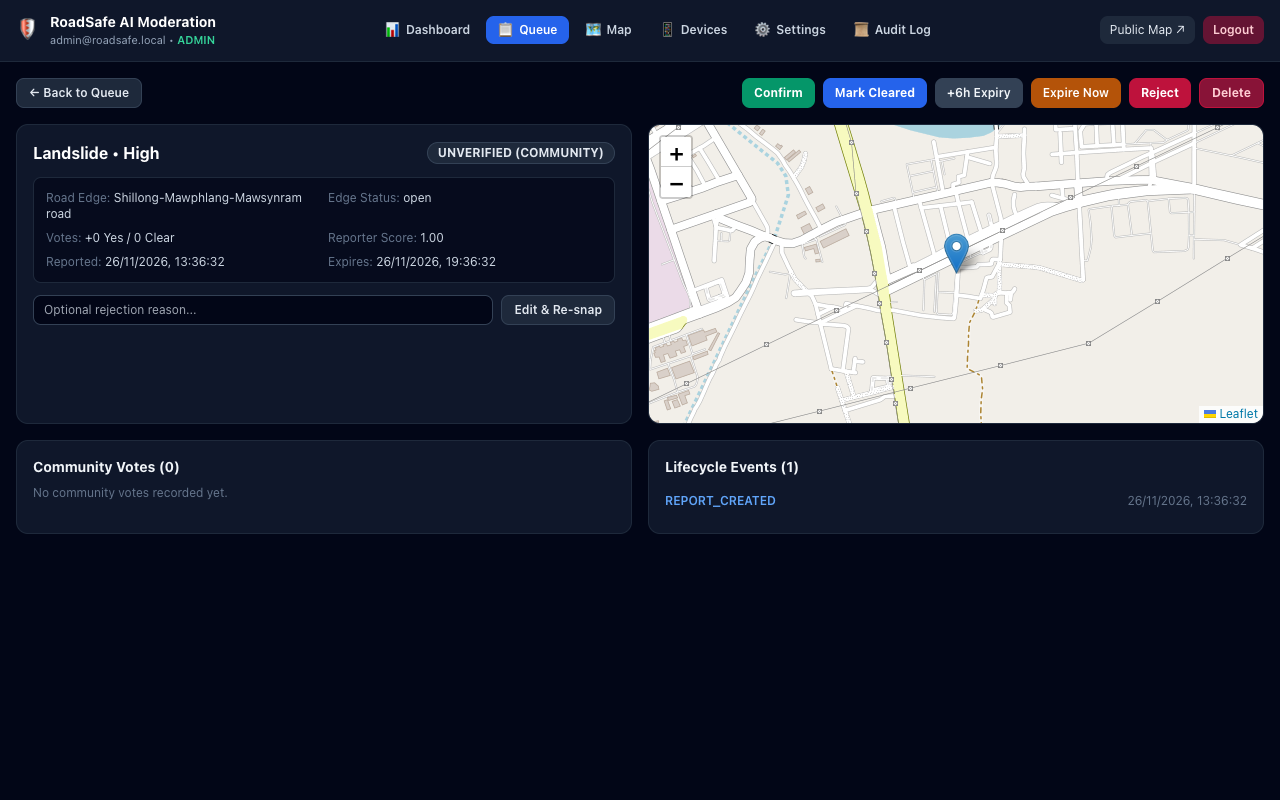 RoadSafe AI Moderation
admin@roadsafe.local • ADMIN
Dashboard
Queue
Map
Devices
Settings
Audit Log
Public Map ↗
Logout
← Back to Queue
Confirm
Mark Cleared
+6h Expiry
Expire Now
Reject
Delete
Landslide • High
UNVERIFIED (COMMUNITY)
Road Edge: Shillong-Mawphlang-Mawsynram
road
Edge Status: open
Votes: +0 Yes / 0 Clear
Reporter Score: 1.00
Reported: 26/11/2026, 13:36:32
Expires: 26/11/2026, 19:36:32
Optional rejection reason...
Edit & Re-snap
+
−
Leaflet
Community Votes (0)
No community votes recorded yet.
Lifecycle Events (1)
REPORT_CREATED
26/11/2026, 13:36:32